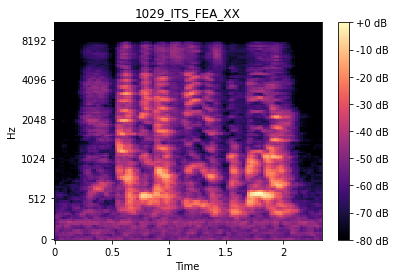 1029_ITS_FEA_XX
+0 dB
8192
-10 dB
4096
-20 dB
-30 dB
2048
Hz
-40 dB
1024
-50 dB
512
-60 dB
-70 dB
0
-80 dB
0
0.5
1
1.5
2
Time